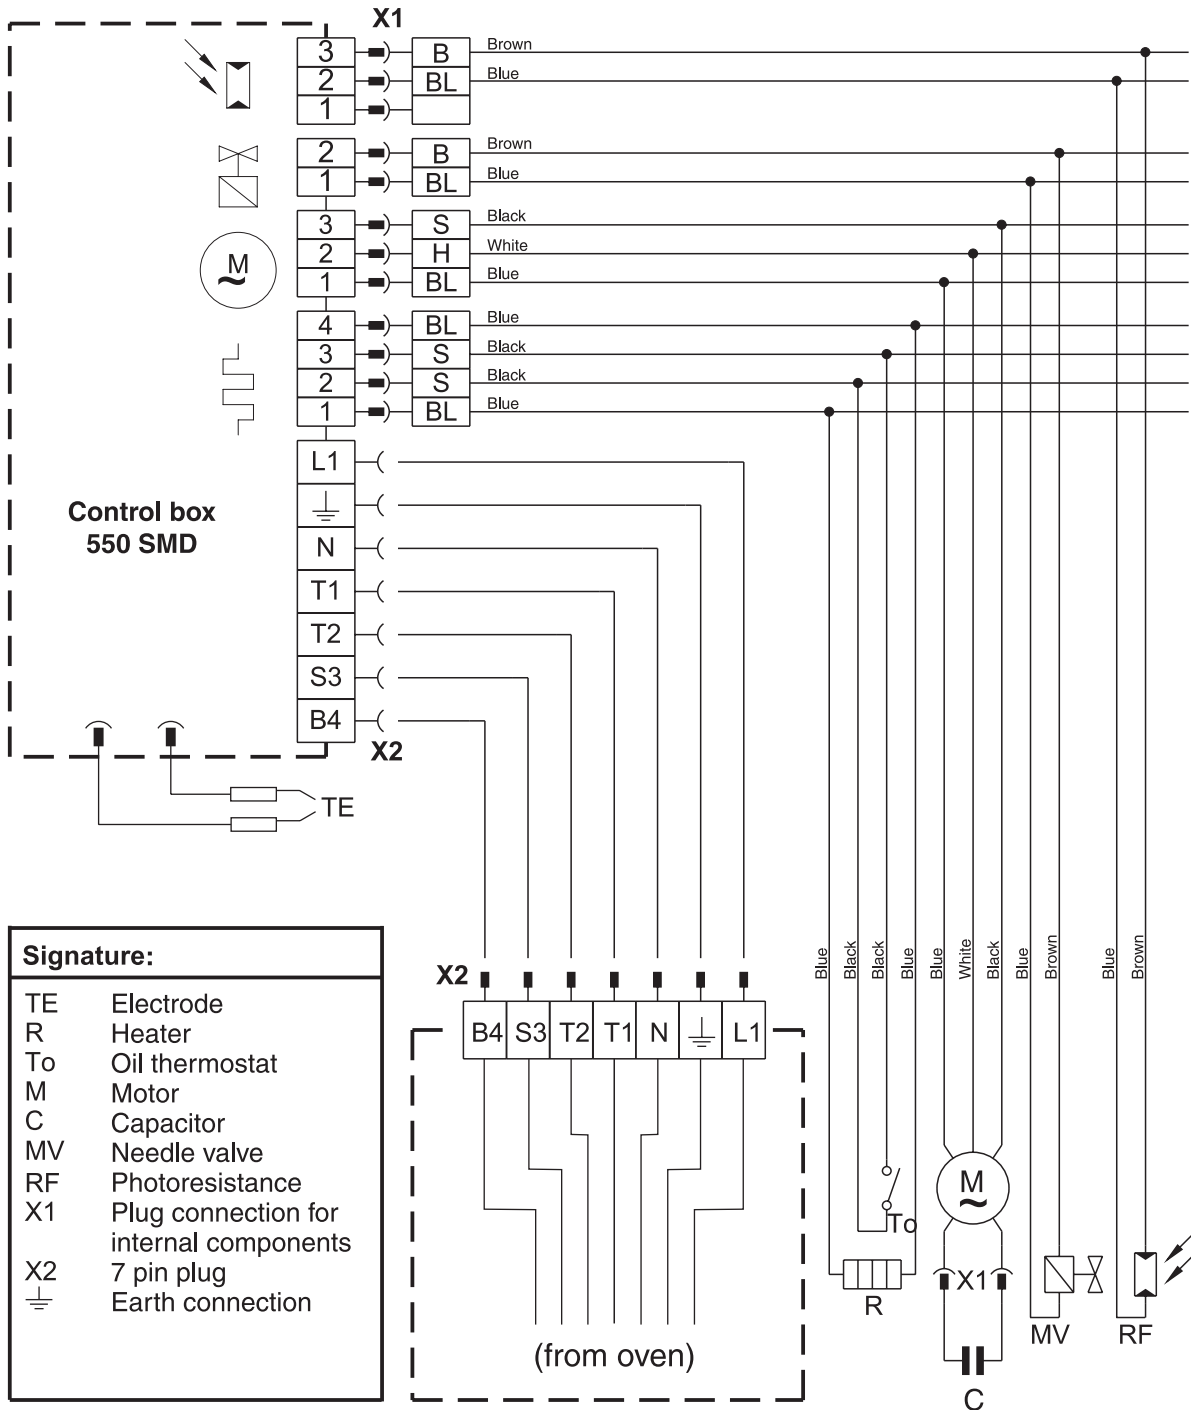 X1
3 B Brown
2 BL Blue
1
2 B Brown
1 BL Blue
3 S Black
2 H White
1 BL Blue
M
~
4 BL Blue
3 S Black
2 S Black
1 BL Blue
L1
Control box
550 SMD
N
T1
T2
S3
B4
X2
TE
Blue Black Black Blue Blue White Black Blue Brown Blue Brown
X2
B4 S3 T2 T1 N L1
Signature:
TE Electrode
R Heater
To Oil thermostat
M Motor
C Capacitor
MV Needle valve
RF Photoresistance
X1 Plug connection for
internal components
X2 7 pin plug
Earth connection
(from oven)
To
M
~
X1
R
MV
RF
C